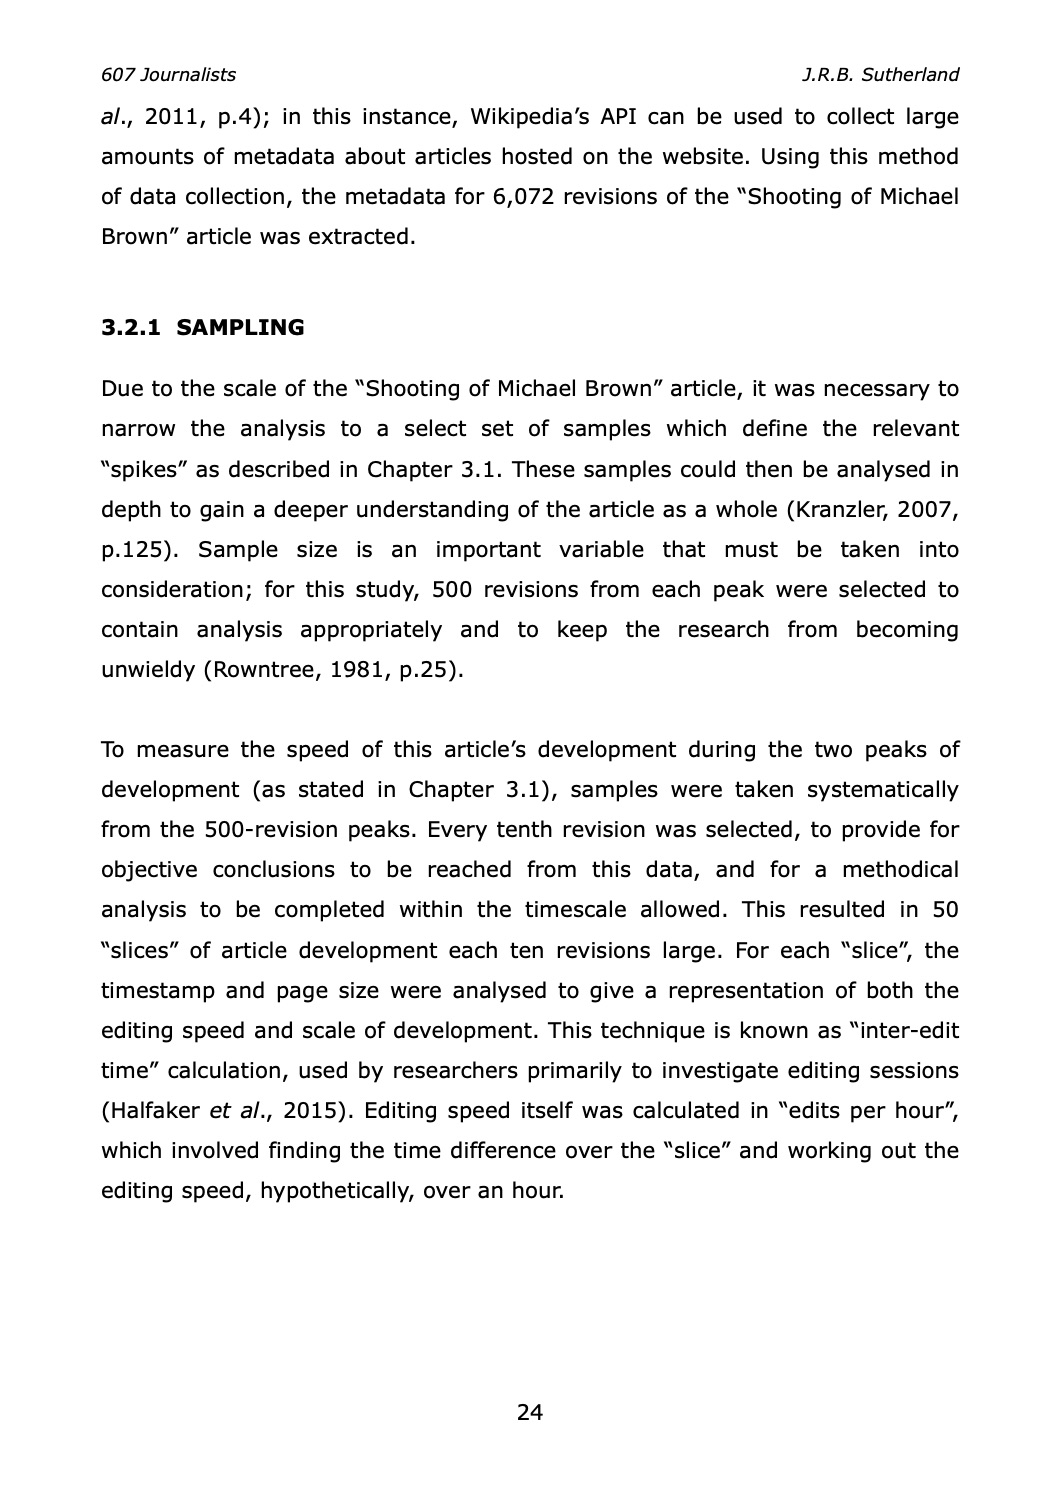 607 Journalists J.R.B. Sutherland
al., 2011, p.4); in this instance, Wikipedia’s API can be used to collect large
amounts of metadata about articles hosted on the website. Using this method
of data collection, the metadata for 6,072 revisions of the “Shooting of Michael
Brown” article was extracted.
3.2.1 SAMPLING
Due to the scale of the “Shooting of Michael Brown” article, it was necessary to
narrow the analysis to a select set of samples which define the relevant
“spikes” as described in Chapter 3.1. These samples could then be analysed in
depth to gain a deeper understanding of the article as a whole (Kranzler, 2007,
p.125). Sample size is an important variable that must be taken into
consideration; for this study, 500 revisions from each peak were selected to
contain analysis appropriately and to keep the research from becoming
unwieldy (Rowntree, 1981, p.25).
To measure the speed of this article’s development during the two peaks of
development (as stated in Chapter 3.1), samples were taken systematically
from the 500-revision peaks. Every tenth revision was selected, to provide for
objective conclusions to be reached from this data, and for a methodical
analysis to be completed within the timescale allowed. This resulted in 50
“slices” of article development each ten revisions large. For each “slice”, the
timestamp and page size were analysed to give a representation of both the
editing speed and scale of development. This technique is known as “inter-edit
time” calculation, used by researchers primarily to investigate editing sessions
(Halfaker et al., 2015). Editing speed itself was calculated in “edits per hour”,
which involved finding the time difference over the “slice” and working out the
editing speed, hypothetically, over an hour.
24